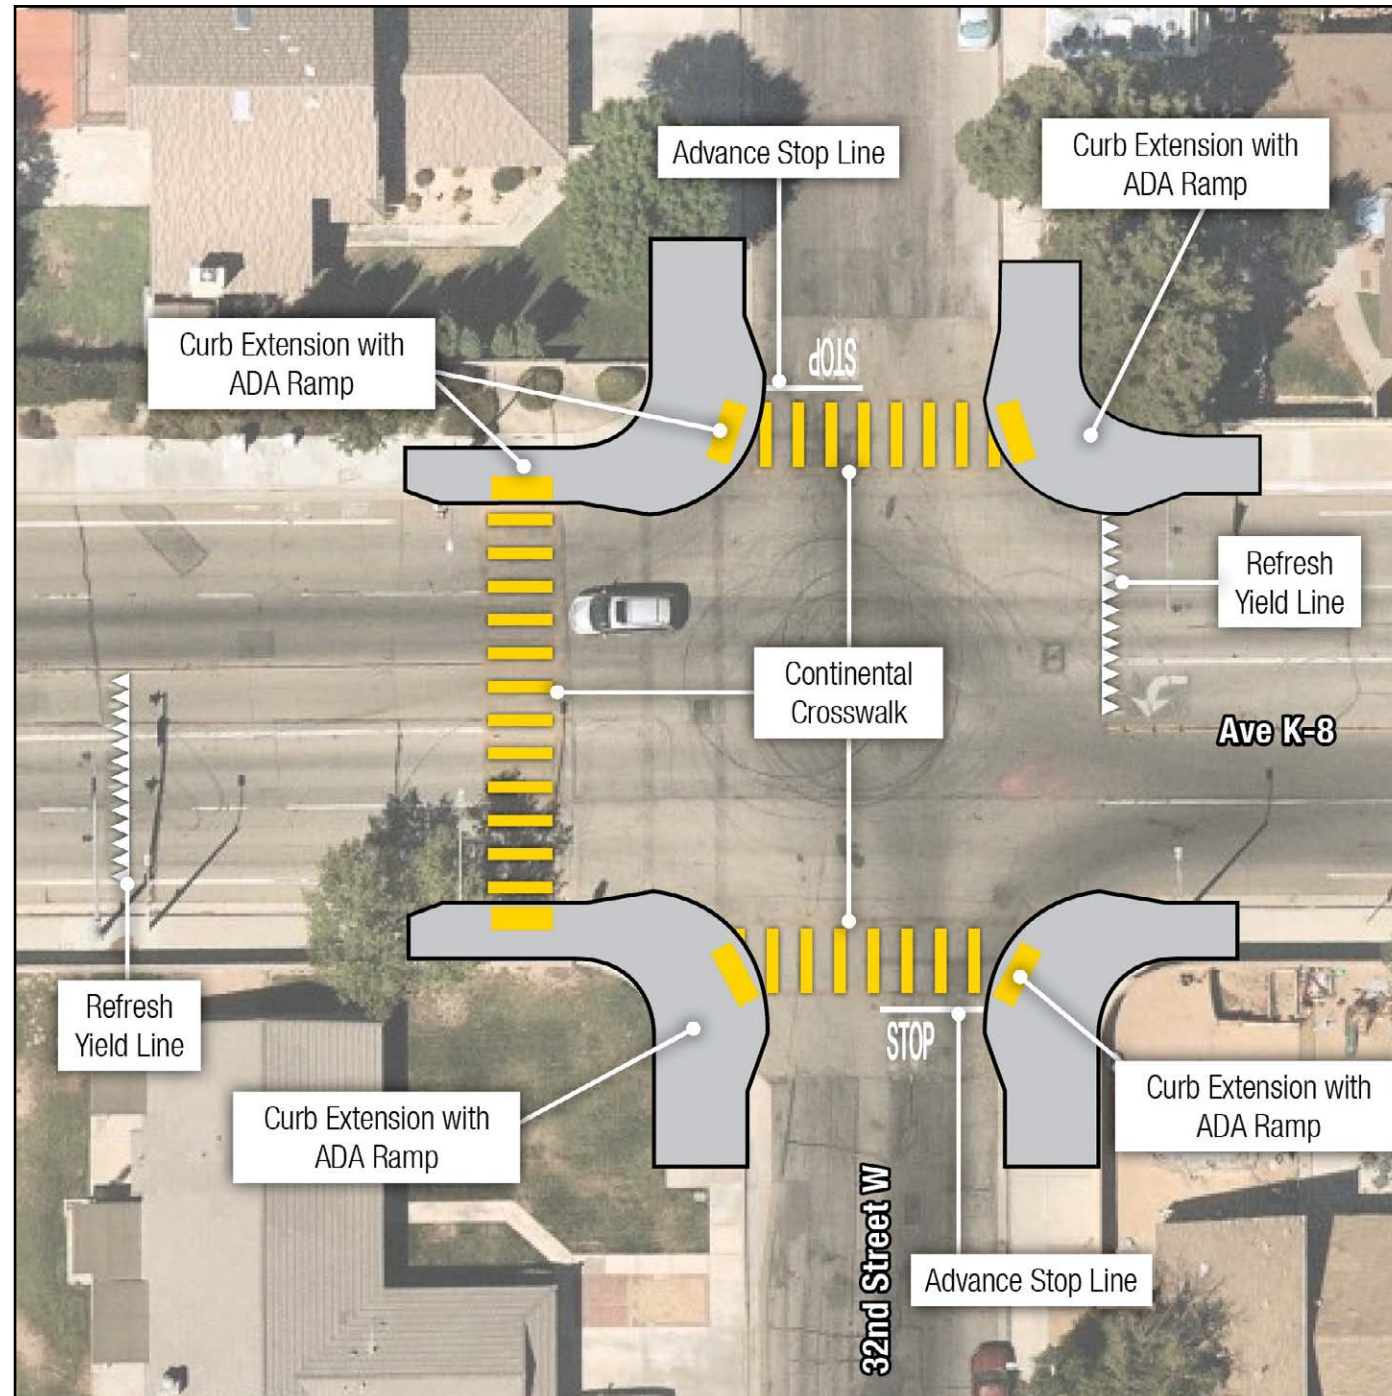 Advance Stop Line
Curb Extension with
ADA Ramp
Curb Extension with
ADA Ramp
STOP
Refresh
Yield Line
Continental
Crosswalk
Ave K-8
Refresh
Yield Line
STOP
Curb Extension with
ADA Ramp
Curb Extension with
ADA Ramp
32nd Street W
Advance Stop Line